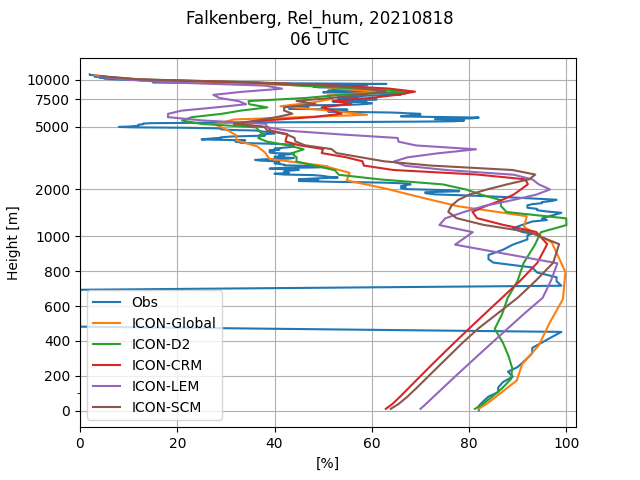 Falkenberg, Rel_hum, 20210818
06 UTC
Height [m]
10000
7500
5000
2000
1000
800
600
400
200
0
Obs
ICON-Global
ICON-D2
ICON-CRM
ICON-LEM
ICON-SCM
0 20 40 60 80 100
[%]